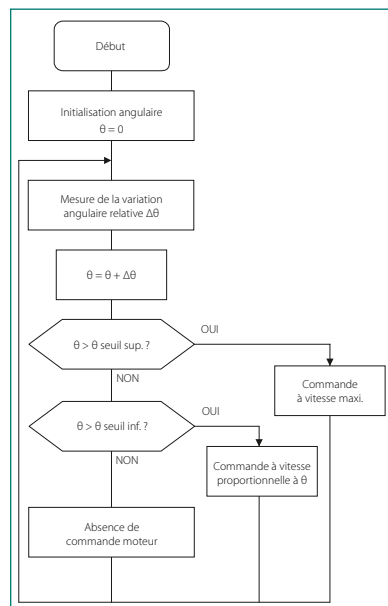 Début
Initialisation angulaire
θ = 0
Mesure de la variation
angulaire relative Δθ
θ = θ + Δθ
θ > θ seuil sup. ?
OUI
NON
Commande
à vitesse maxi.
θ > θ seuil inf. ?
OUI
NON
Commande à vitesse
proportionnelle à θ
Absence de
commande moteur